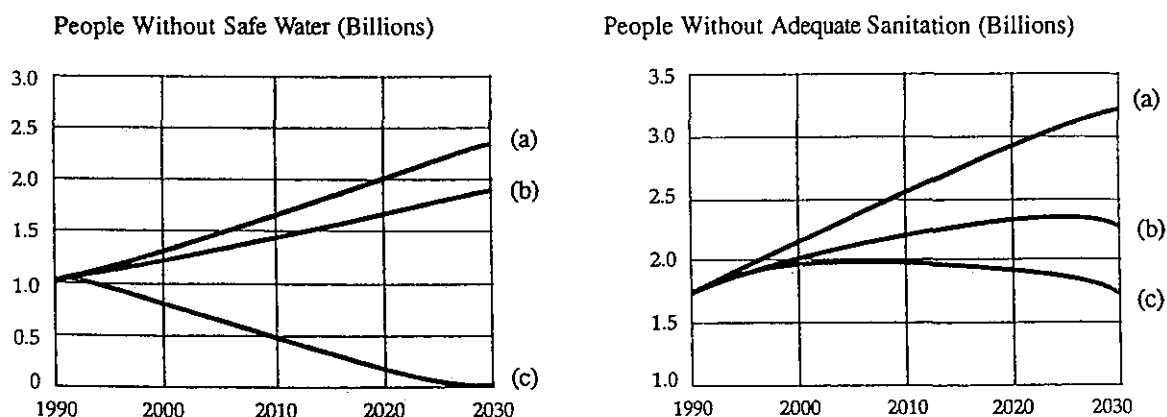 People Without Safe Water (Billions)
3.0
2.5
2.0
1.5
1.0
0.5
0
1990 2000 2010 2020 2030
(a)
(b)
(c)
People Without Adequate Sanitation (Billions)
3.5
3.0
2.5
2.0
1.5
1.0
1990 2000 2010 2020 2030
(a)
(b)
(c)